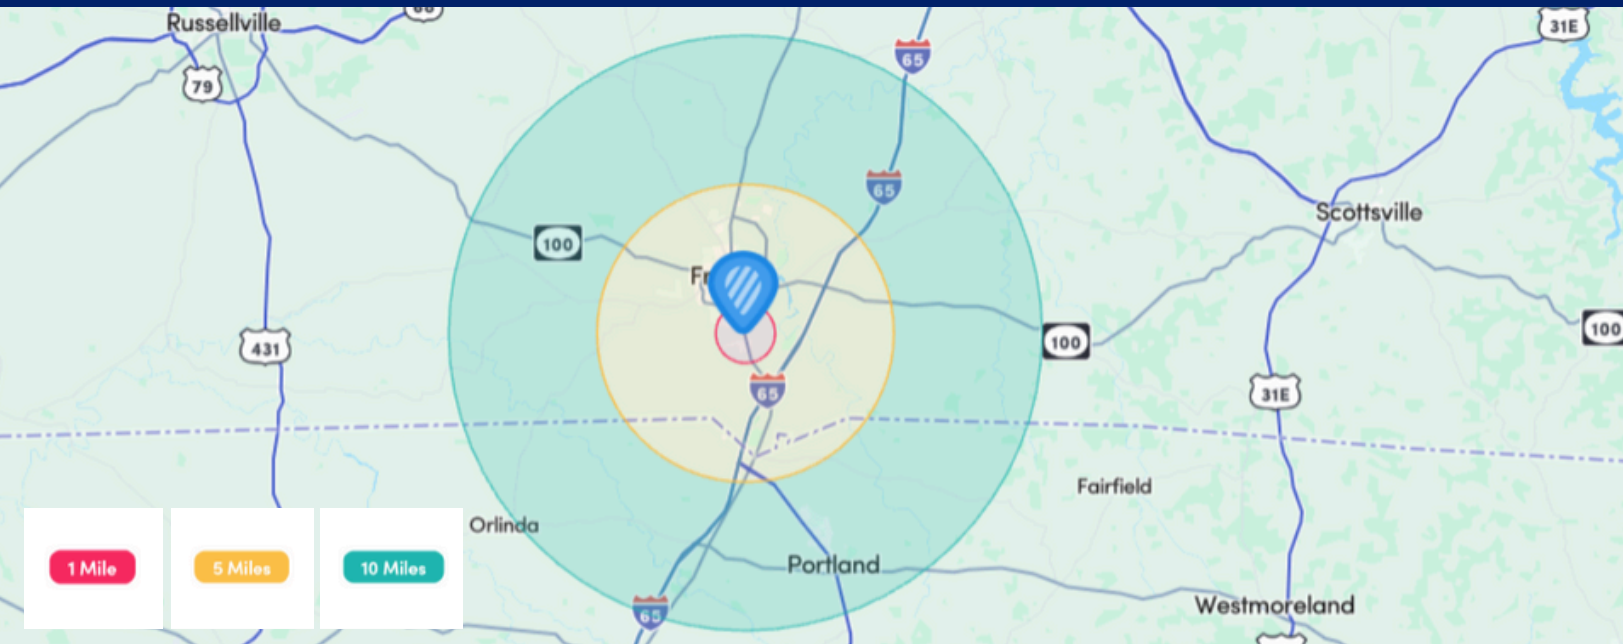 Russellville
31E
65
79
65
Scottsville
100
Fr
100
100
431
65
31E
Fairfield
Orlinda
Portland
1 Mile
5 Miles
10 Miles
Westmoreland
65